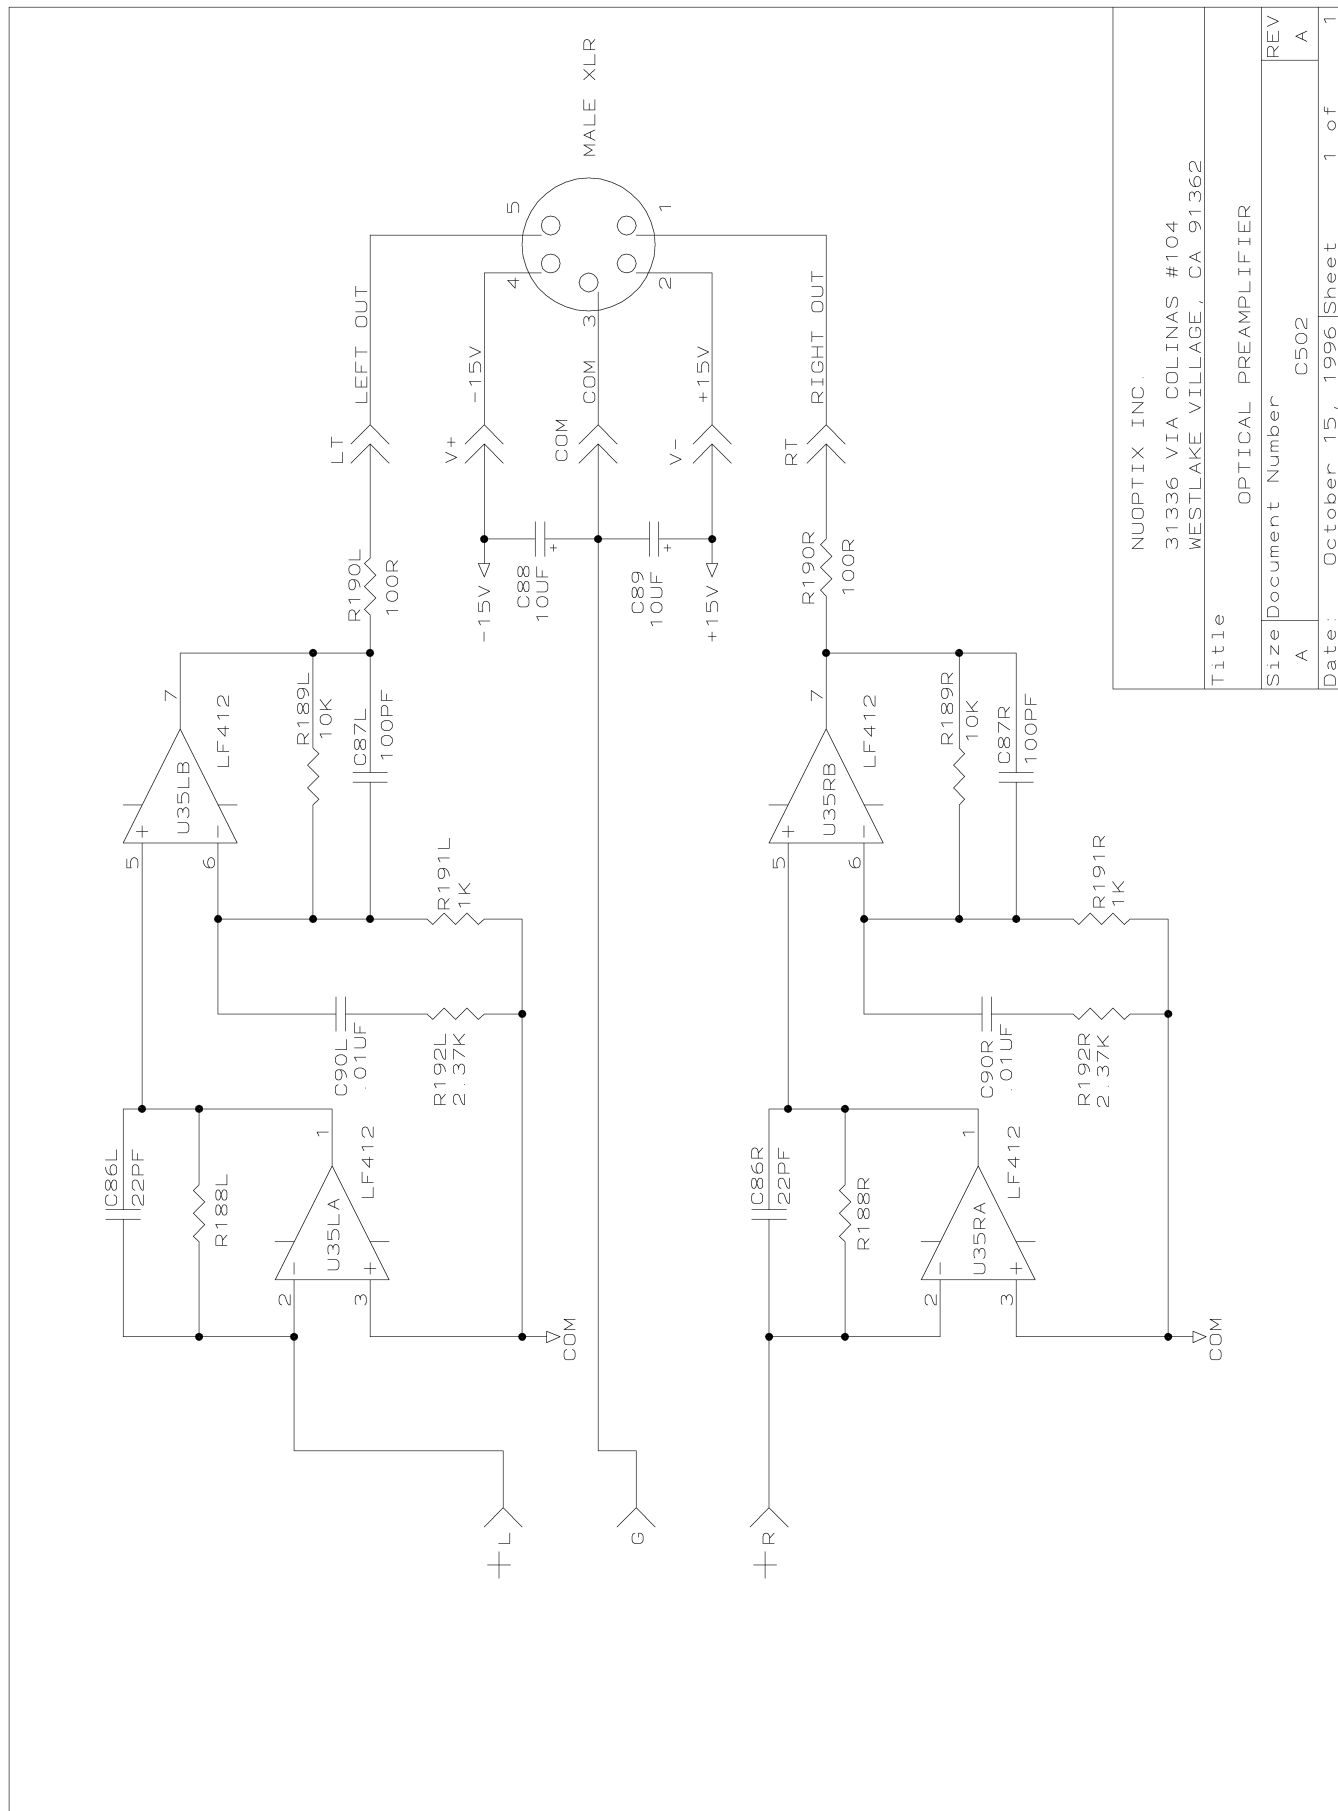 C86L
22PF
R188L
2
3
-
+
U35LA
1
LF412
COM
C90L
.01UF
R192L
2.37K
R191L
1K
5
6
+
-
U35LB
7
LF412
R189L
10K
C87L
100PF
R190L
100R
LT
LEFT OUT
-15V
V+
-15V
C88
10UF
+
COM
COM
C89
10UF
+
+15V
V-
+15V
5
4
3
2
1
MALE XLR
+
L
G
+
R
C86R
22PF
R188R
2
3
-
+
U35RA
1
LF412
COM
C90R
.01UF
R192R
2.37K
R191R
1K
5
6
+
-
U35RB
7
LF412
R189R
10K
C87R
100PF
R190R
100R
RT
RIGHT OUT
NUOPTIX INC.
31336 VIA COLINAS #104
WESTLAKE VILLAGE, CA 91362
Title
OPTICAL PREAMPLIFIER
Size Document Number REV
A C502 A
Date: October 15, 1996 Sheet 1 of 1